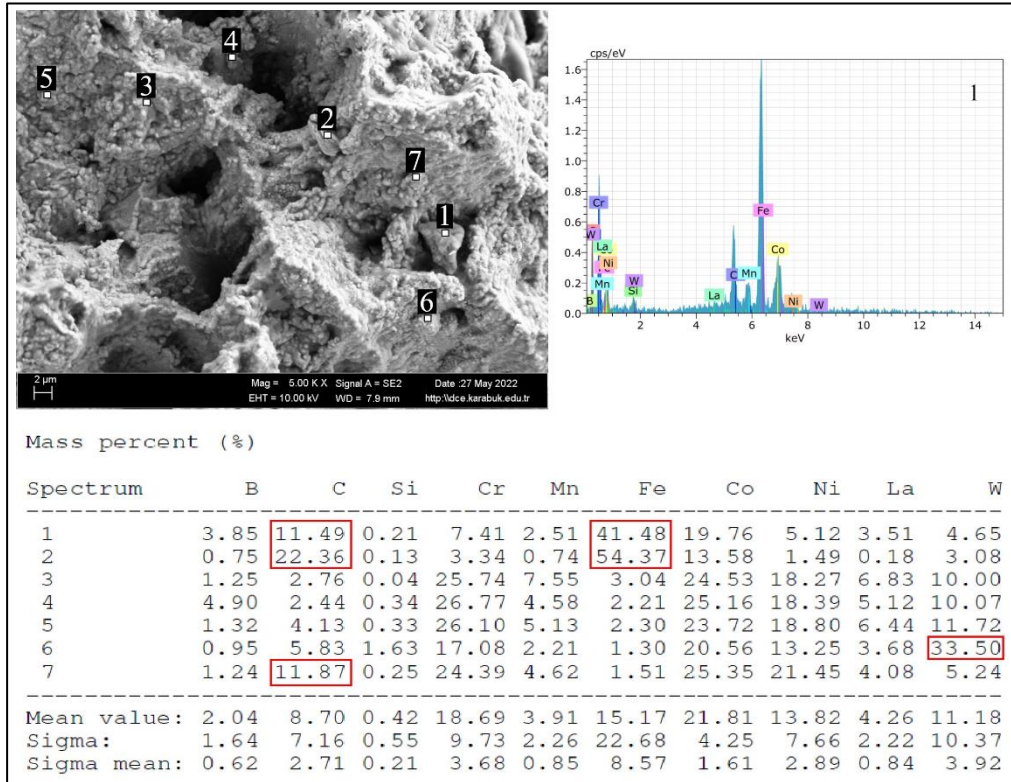 4
5
3
2
7
1
6
2 μm
Mag = 5.00 K X Signal A = SE2 Date :27 May 2022
EHT = 10.00 kV WD = 7.9 mm http:\\dce.karabuk.edu.tr
cps/eV
1
1.6
1.4
1.2
1.0
0.8
0.6
0.4
0.2
0.0
Cr
W
La
Ni
Mn
B
W
Si
La
C
Mn
Fe
Co
Ni
W
2 4 6 8 10 12 14
keV
Mass percent (%)
Spectrum B C Si Cr Mn Fe Co Ni La W
1 3.85 11.49 0.21 7.41 2.51 41.48 19.76 5.12 3.51 4.65
2 0.75 22.36 0.13 3.34 0.74 54.37 13.58 1.49 0.18 3.08
3 1.25 2.76 0.04 25.74 7.55 3.04 24.53 18.27 6.83 10.00
4 4.90 2.44 0.34 26.77 4.58 2.21 25.16 18.39 5.12 10.07
5 1.32 4.13 0.33 26.10 5.13 2.30 23.72 18.80 6.44 11.72
6 0.95 5.83 1.63 17.08 2.21 1.30 20.56 13.25 3.68 33.50
7 1.24 11.87 0.25 24.39 4.62 1.51 25.35 21.45 4.08 5.24
Mean value: 2.04 8.70 0.42 18.69 3.91 15.17 21.81 13.82 4.26 11.18
Sigma: 1.64 7.16 0.55 9.73 2.26 22.68 4.25 7.66 2.22 10.37
Sigma mean: 0.62 2.71 0.21 3.68 0.85 8.57 1.61 2.89 0.84 3.92